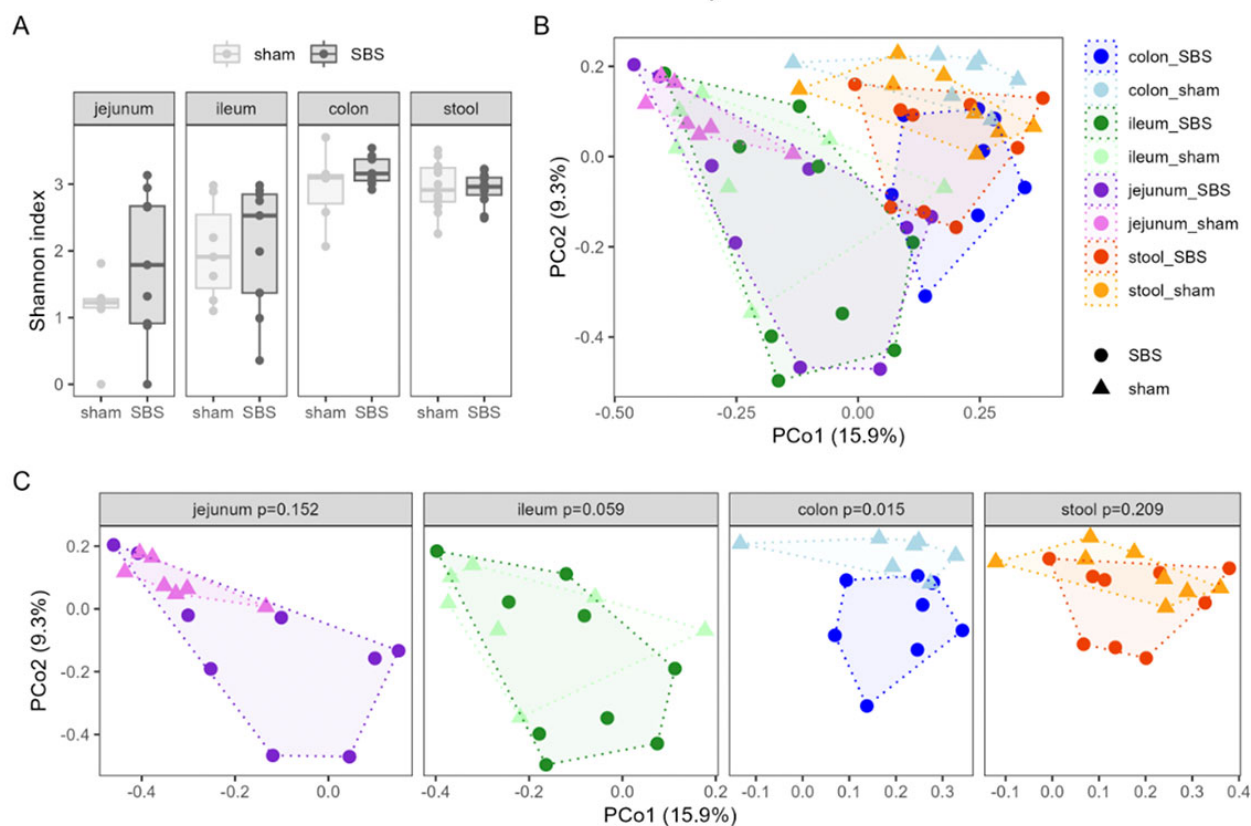 A
sham
SBS
jejunum
ileum
colon
stool
Shannon index
3
2
1
0
sham SBS
sham SBS
sham SBS
sham SBS
B
PCo2 (9.3%)
0.2
0.0
-0.2
-0.4
-0.50
-0.25
0.00
0.25
PCo1 (15.9%)
colon_SBS
colon_sham
ileum_SBS
ileum_sham
jejunum_SBS
jejunum_sham
stool_SBS
stool_sham
SBS
sham
C
jejunum p=0.152
ileum p=0.059
colon p=0.015
stool p=0.209
PCo2 (9.3%)
0.2
0.0
-0.2
-0.4
-0.4 -0.2 0.0
-0.4 -0.2 0.0 0.2
-0.1 0.0 0.1 0.2 0.3
-0.1 0.0 0.1 0.2 0.3 0.4
PCo1 (15.9%)